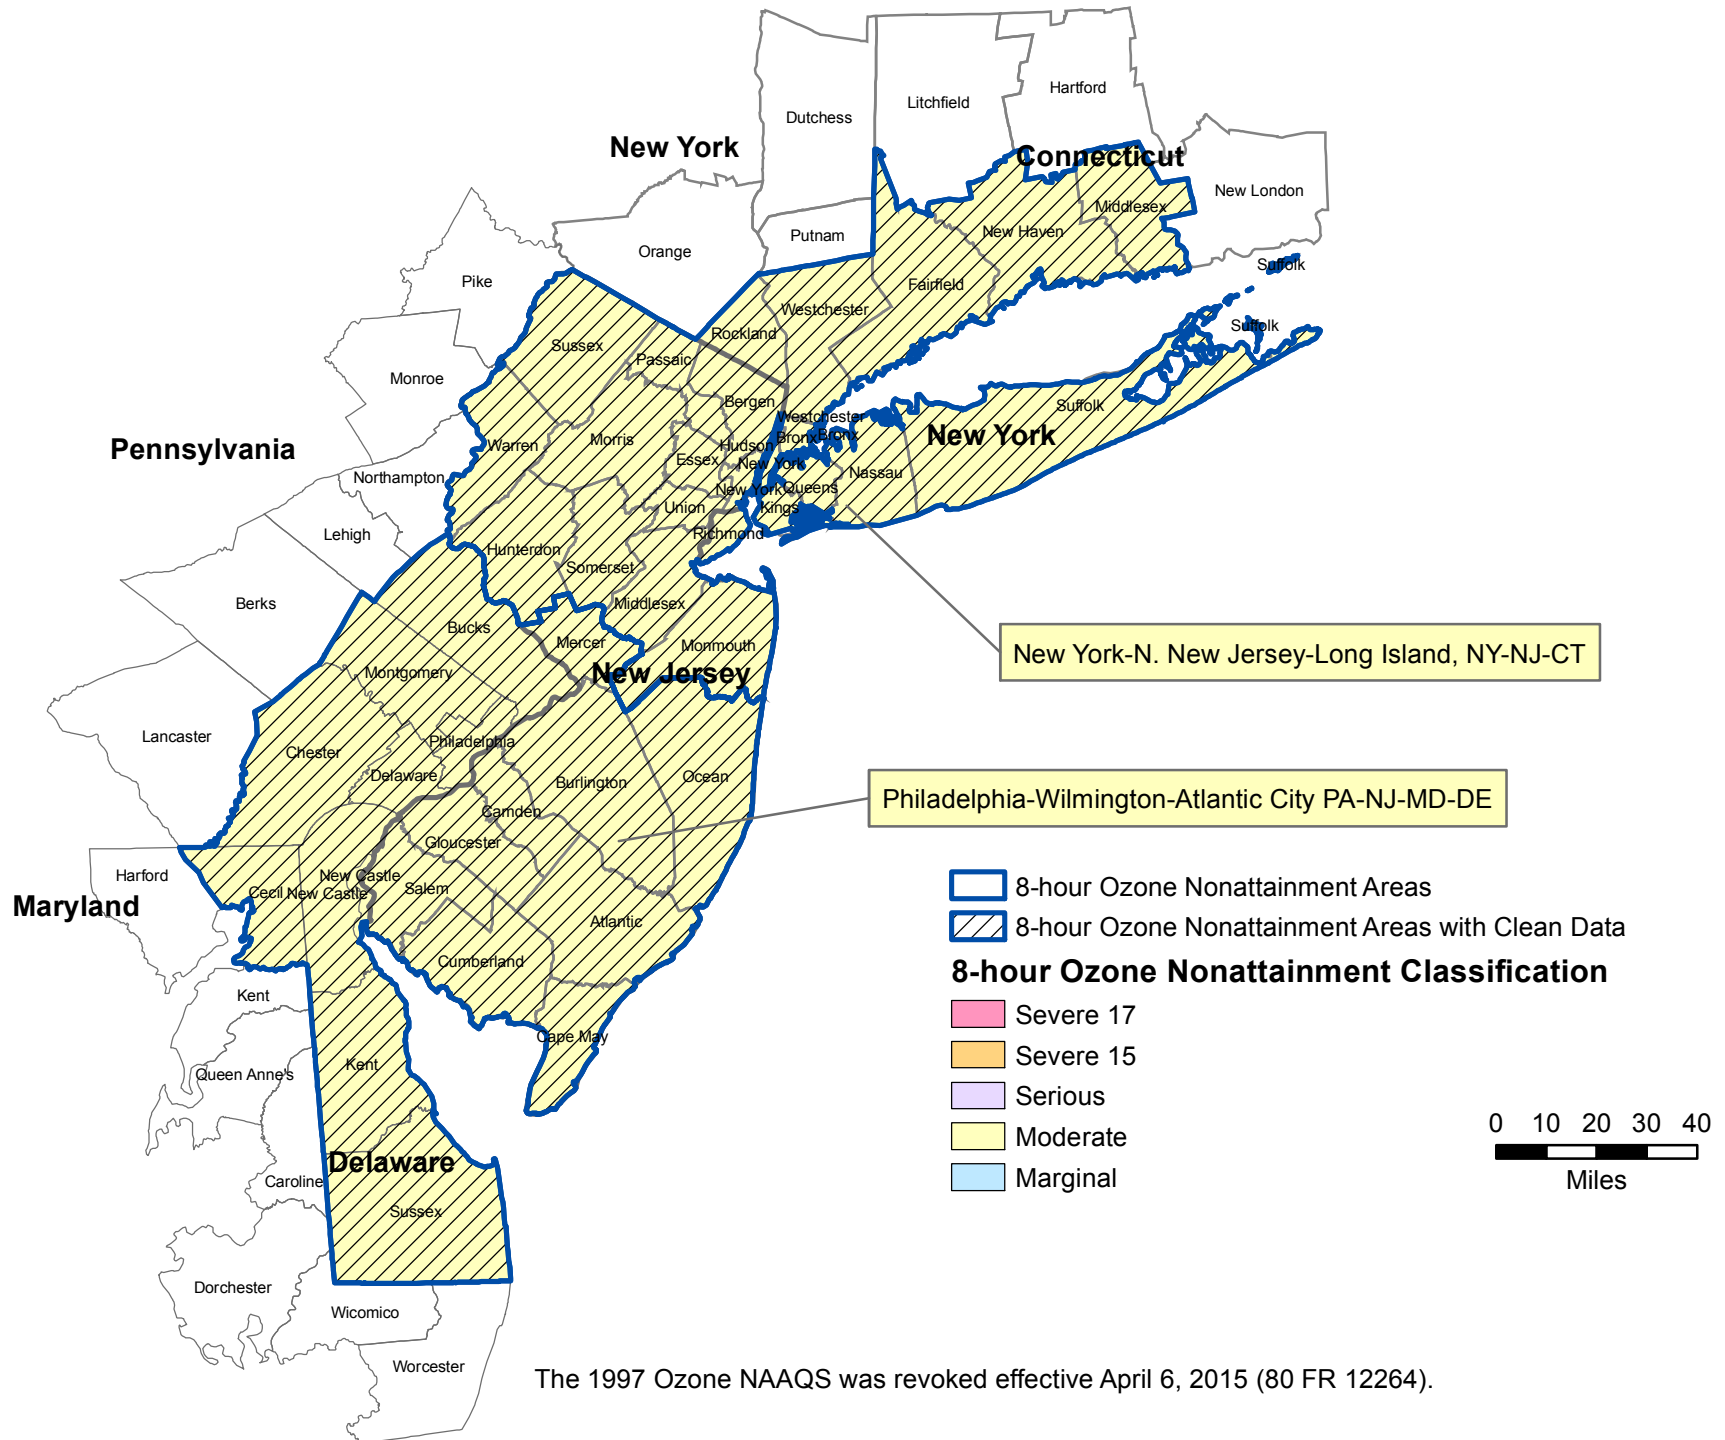 Hartford
Litchfield
Dutchess
New York
Connecticut
New London
Middlesex
New Haven
Putnam
Orange
Suffolk
Pike
Fairfield
Westchester
Suffolk
Rockland
Sussex
Passaic
Monroe
Bergen
Suffolk
Westchester
New York
Pennsylvania
Warren
Morris
Hudson
Bronx
Bronx
Essex
New York
Nassau
Northampton
New York
Queens
Union
Kings
Lehigh
Richmond
Hunterdon
Somerset
Berks
Middlesex
Bucks
Mercer
Monmouth
New York-N. New Jersey-Long Island, NY-NJ-CT
Montgomery
New Jersey
Lancaster
Chester
Philadelphia
Delaware
Burlington
Ocean
Philadelphia-Wilmington-Atlantic City PA-NJ-MD-DE
Camden
Gloucester
Harford
New Castle
Cecil
New Castle
Salem
Maryland
Atlantic
Cumberland
Kent
Cape May
Kent
Queen Anne's
Delaware
Caroline
Sussex
Dorchester
Wicomico
Worcester
8-hour Ozone Nonattainment Areas
8-hour Ozone Nonattainment Areas with Clean Data
8-hour Ozone Nonattainment Classification
Severe 17
Severe 15
Serious
Moderate
Marginal
0 10 20 30 40
Miles
The 1997 Ozone NAAQS was revoked effective April 6, 2015 (80 FR 12264).